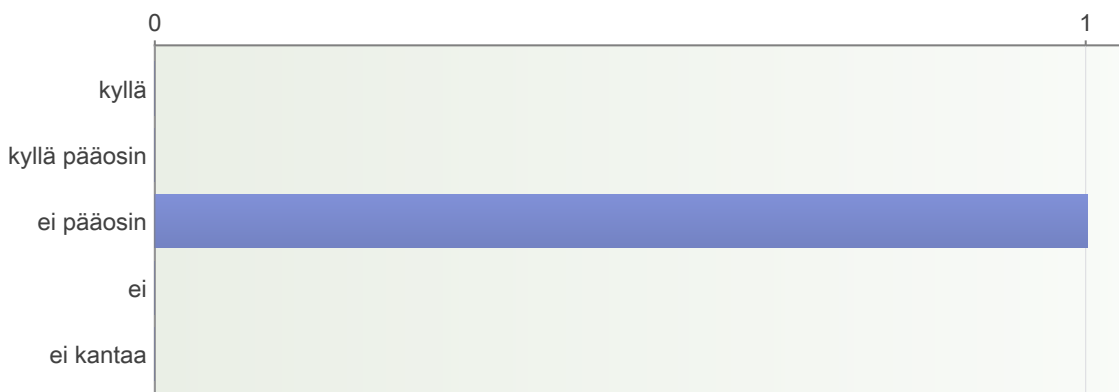 0 1
kyllä
kyllä pääosin
ei pääosin
ei
ei kantaa